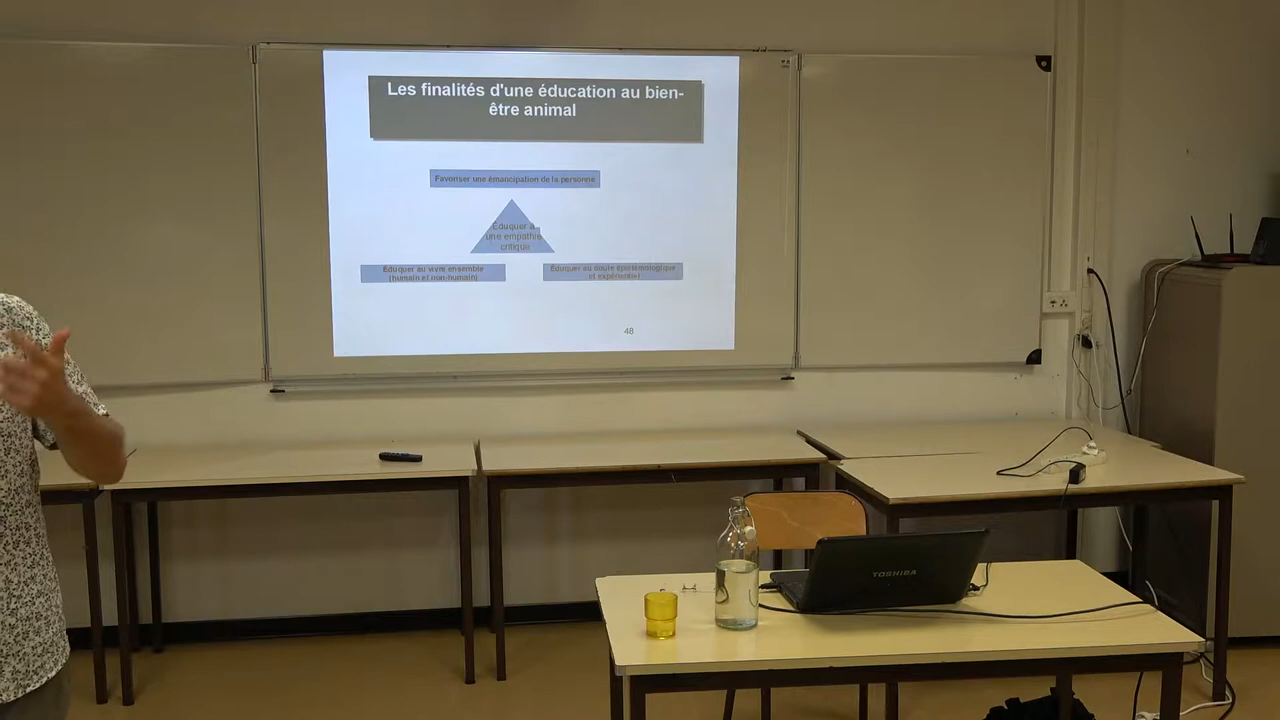 Les finalités d'une éducation au bien-
être animal
Favoriser une émancipation de la personne
Éduquer à
une empathie
critique
Éduquer au vivre ensemble
(humain et non-humain)
Éduquer au doute épistémologique
et expérientiel
48
TOSHIBA